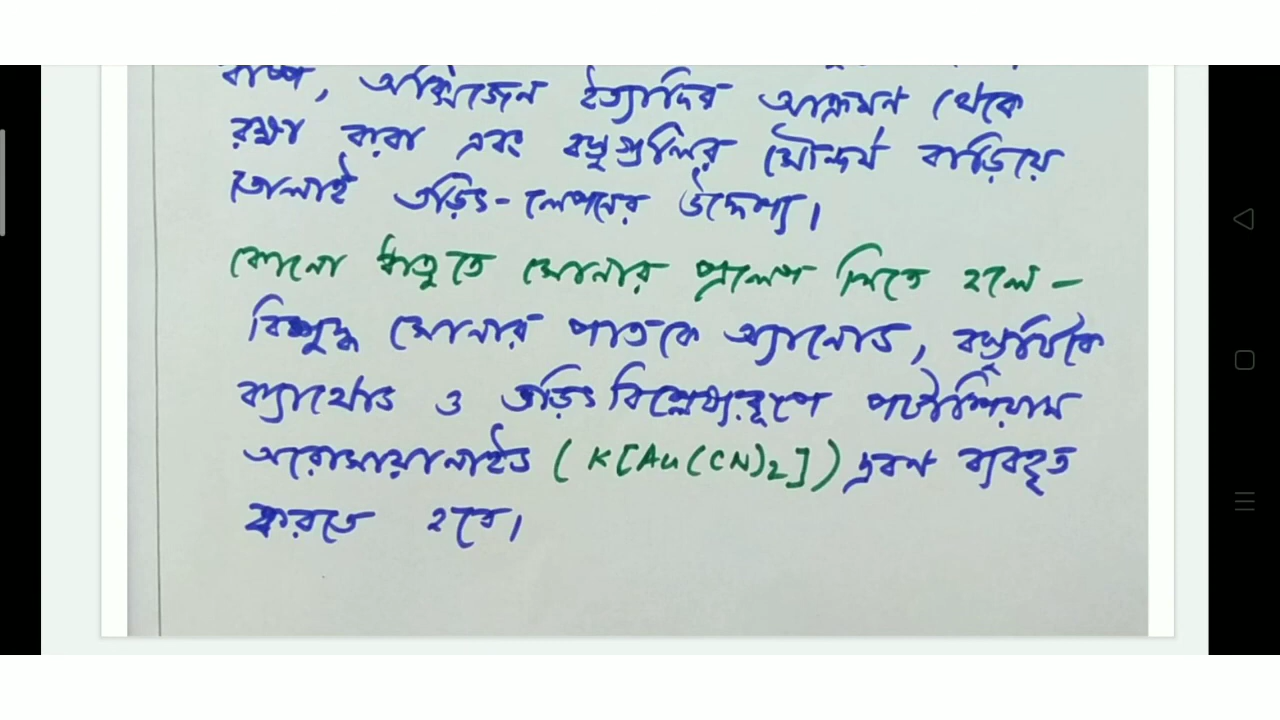 বাষ্প, অক্সিজেন ইত্যাদির আক্রমণ থেকে
রক্ষা করা এবং বস্তুগুলির সৌন্দর্য বাড়িয়ে
তোলাই তড়িৎ-লেপনের উদ্দেশ্য।
কোনো ধাতুতে সোনার প্রলেপ দিতে হলে –
বিশুদ্ধ সোনার পাতকে অ্যানোড, বস্তুটিকে
ক্যাথোড ও তড়িৎ বিশ্লেষ্যরূপে পটাশিয়াম
অরোসায়ানাইড (K[Au(CN)2]) দ্রবণ ব্যবহৃত
করতে হবে।